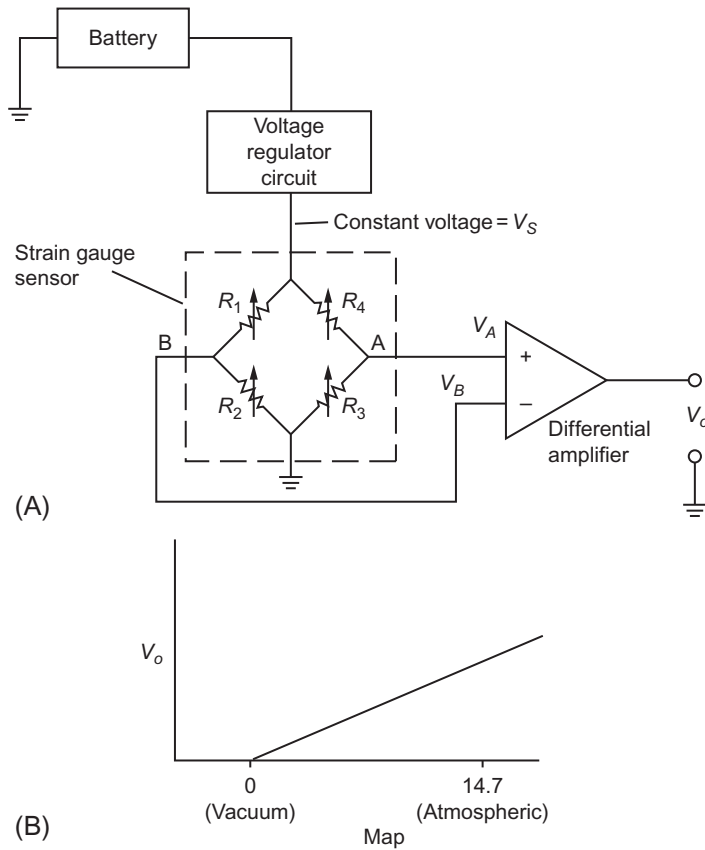 Battery
Voltage
regulator
circuit
Constant voltage = V_S
Strain gauge
sensor
R_1
R_4
B
A
V_A
+
R_2
R_3
V_B
–
V_o
Differential
amplifier
(A)
V_o
0
14.7
(Vacuum)
(Atmospheric)
(B)
Map